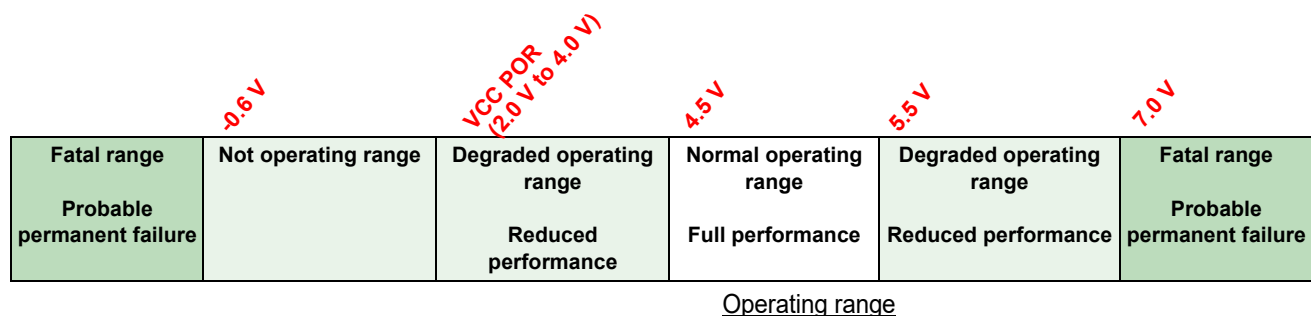 -0.6 V
VCC POR
(2.0 V to 4.0 V)
4.5 V
5.5 V
7.0 V
Fatal range
Probable
permanent failure
Not operating range
Degraded operating
range
Reduced
performance
Normal operating
range
Full performance
Degraded operating
range
Reduced performance
Fatal range
Probable
permanent failure
Operating range